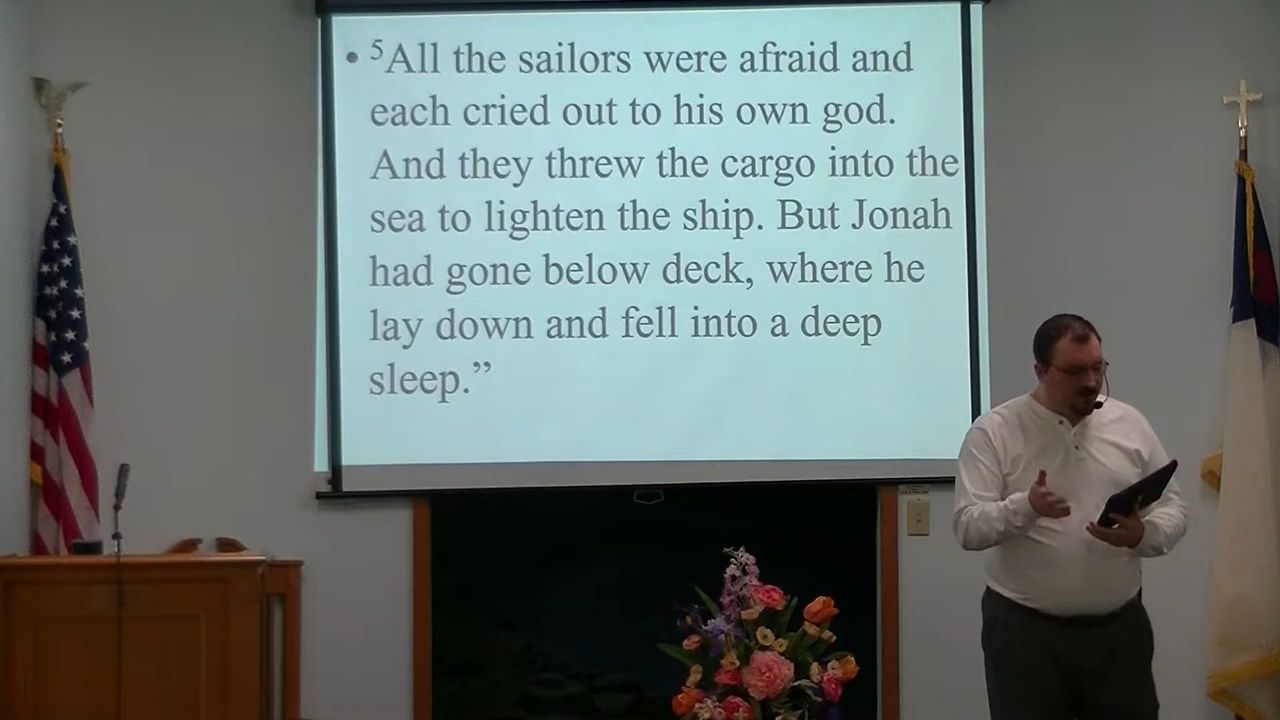 • ⁵All the sailors were afraid and
each cried out to his own god.
And they threw the cargo into the
sea to lighten the ship. But Jonah
had gone below deck, where he
lay down and fell into a deep
sleep.”